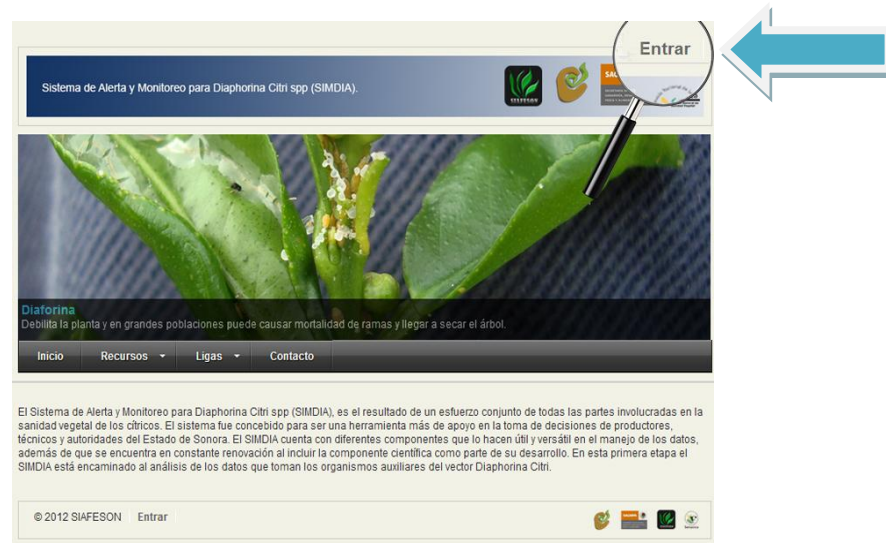 Entrar
Sistema de Alerta y Monitoreo para Diaphorina Citri spp (SIMDIA).
SIAFESON
Diaforina
Debilita la planta y en grandes poblaciones puede causar mortalidad de ramas y llegar a secar el árbol.
Inicio Recursos Ligas Contacto
El Sistema de Alerta y Monitoreo para Diaphorina Citri spp (SIMDIA), es el resultado de un esfuerzo conjunto de todas las partes involucradas en la
sanidad vegetal de los cítricos. El sistema fue concebido para ser una herramienta más de apoyo en la toma de decisiones de productores,
técnicos y autoridades del Estado de Sonora. El SIMDIA cuenta con diferentes componentes que lo hacen útil y versátil en el manejo de los datos,
además de que se encuentra en constante renovación al incluir la componente científica como parte de su desarrollo. En esta primera etapa el
SIMDIA está encaminado al análisis de los datos que toman los organismos auxiliares del vector Diaphorina Citri.
© 2012 SIAFESON Entrar